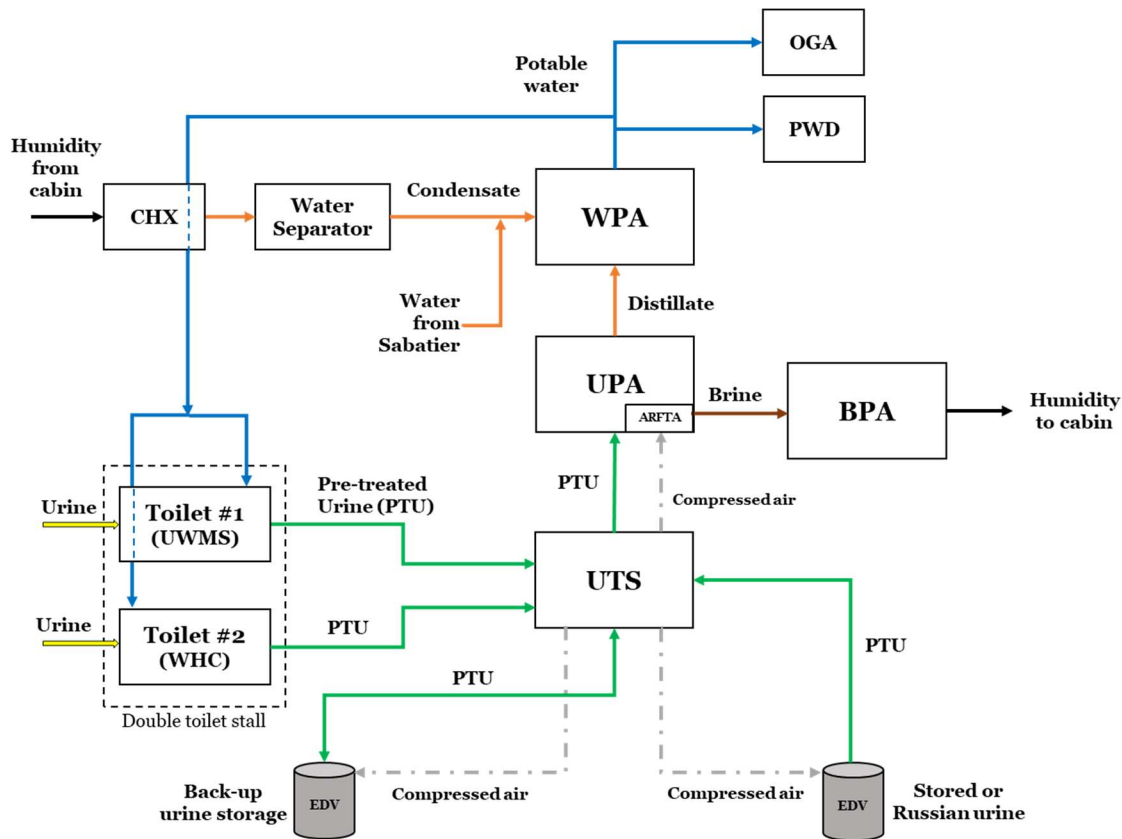 OGA
Potable
water
PWD
Humidity
from
cabin
CHX
Water
Separator
Condensate
WPA
Water
from
Sabatier
Distillate
UPA
ARFTA
Brine
BPA
Humidity
to cabin
PTU
Compressed air
Urine
Toilet #1
(UWMS)
Pre-treated
Urine (PTU)
UTS
Urine
Toilet #2
(WHC)
PTU
PTU
PTU
Double toilet stall
Back-up
urine storage
EDV
Compressed air
Compressed air
EDV
Stored or
Russian urine